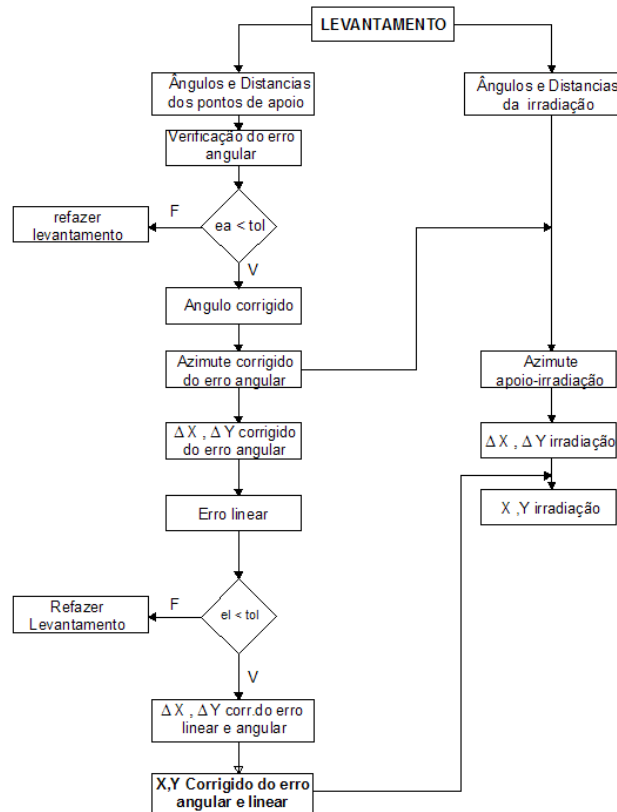 LEVANTAMENTO
Ângulos e Distancias
dos pontos de apoio
Ângulos e Distancias
da irradiação
Verificação do erro
angular
F
refazer
levantamento
ea < tol
V
Angulo corrigido
Azimute corrigido
do erro angular
Azimute
apoio-irradiação
Δ X , Δ Y corrigido
do erro angular
Δ X , Δ Y irradiação
Erro linear
X ,Y irradiação
F
Refazer
Levantamento
el < tol
V
Δ X , Δ Y corr.do erro
linear e angular
X,Y Corrigido do erro
angular e linear